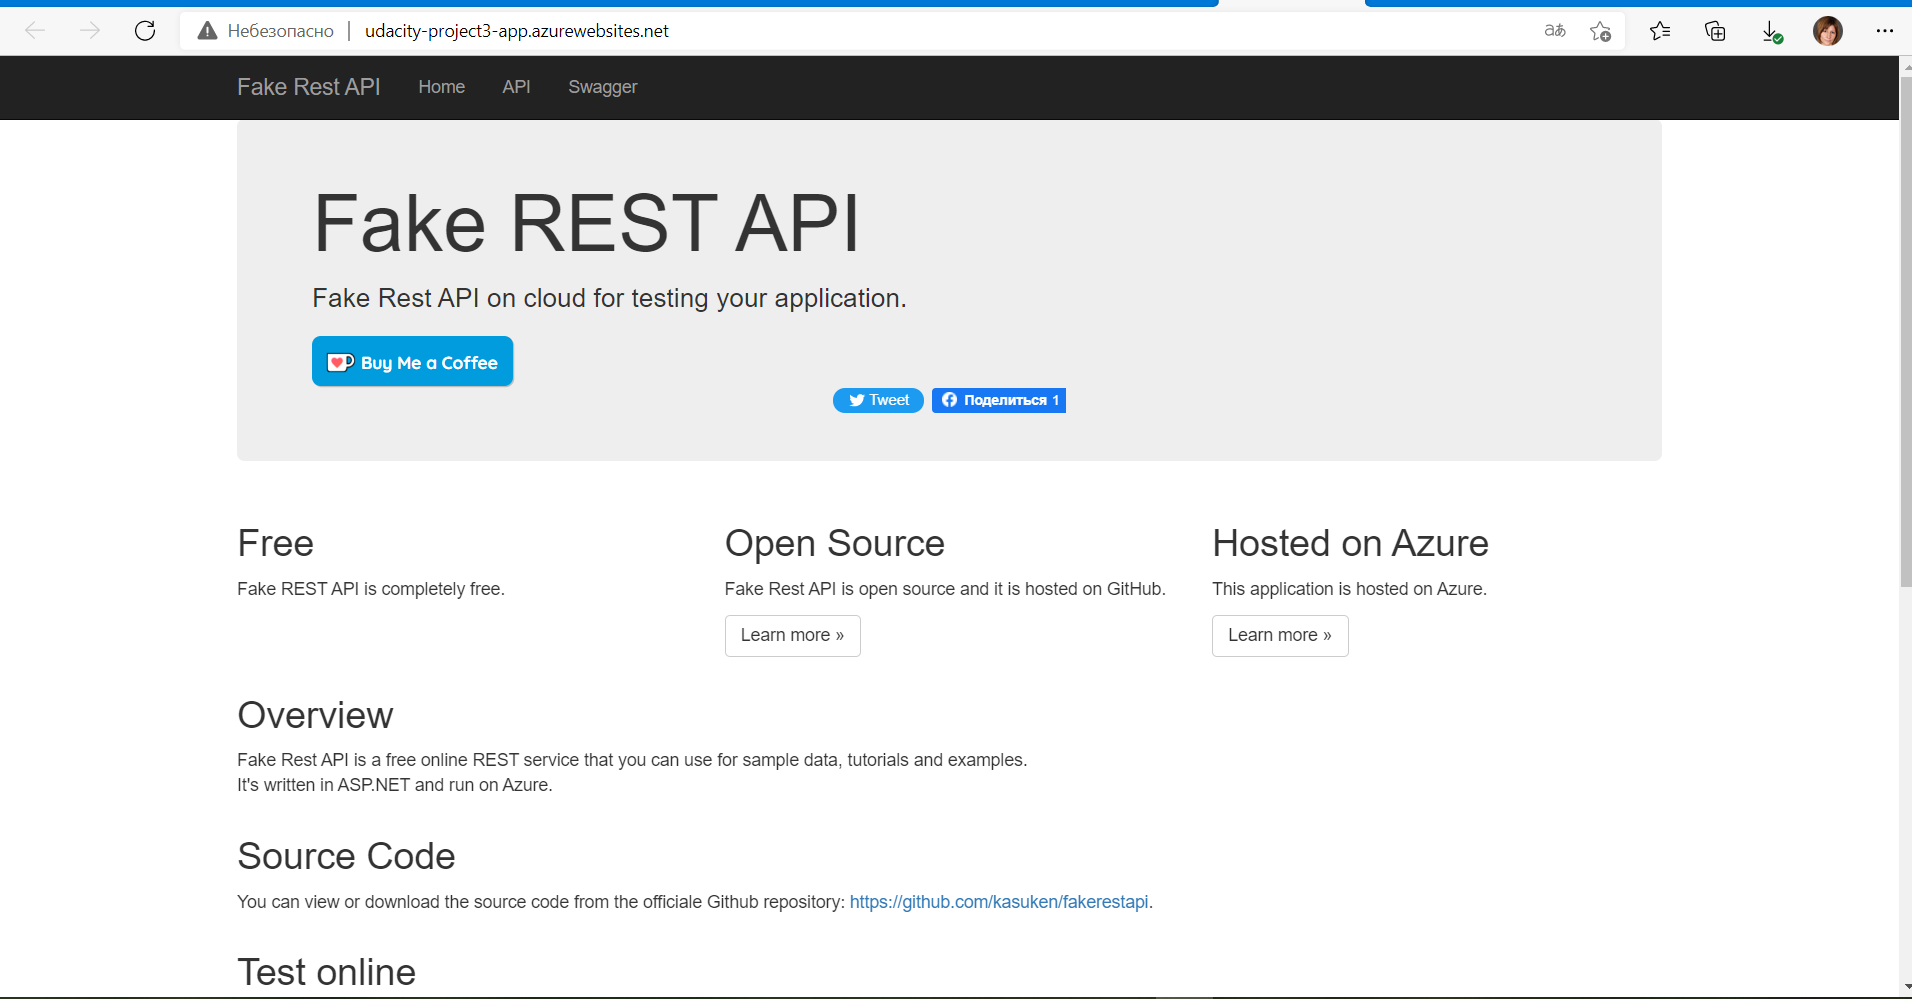 Небезопасно | udacity-project3-app.azurewebsites.net
Fake Rest API Home API Swagger
Fake REST API
Fake Rest API on cloud for testing your application.
Buy Me a Coffee
Tweet Поделиться 1
Free
Fake REST API is completely free.
Open Source
Fake Rest API is open source and it is hosted on GitHub.
Learn more »
Hosted on Azure
This application is hosted on Azure.
Learn more »
Overview
Fake Rest API is a free online REST service that you can use for sample data, tutorials and examples.
It's written in ASP.NET and run on Azure.
Source Code
You can view or download the source code from the officiale Github repository: https://github.com/kasuken/fakerestapi.
Test online